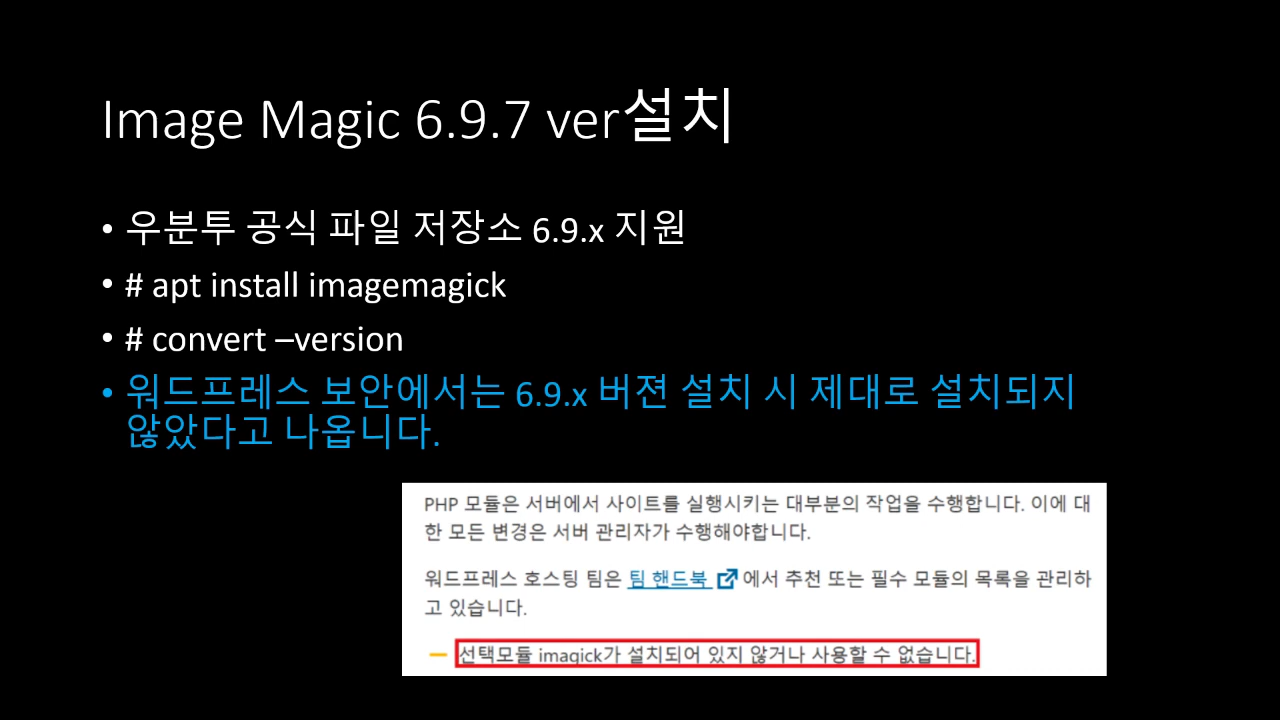 Image Magic 6.9.7 ver설치
• 우분투 공식 파일 저장소 6.9.x 지원
• # apt install imagemagick
• # convert –version
• 워드프레스 보안에서는 6.9.x 버젼 설치 시 제대로 설치되지
않았다고 나옵니다.
PHP 모듈은 서버에서 사이트를 실행시키는 대부분의 작업을 수행합니다. 이에 대
한 모든 변경은 서버 관리자가 수행해야합니다.
워드프레스 호스팅 팀은 팀 핸드북 에서 추천 또는 필수 모듈의 목록을 관리하
고 있습니다.
선택모듈 imagick가 설치되어 있지 않거나 사용할 수 없습니다.